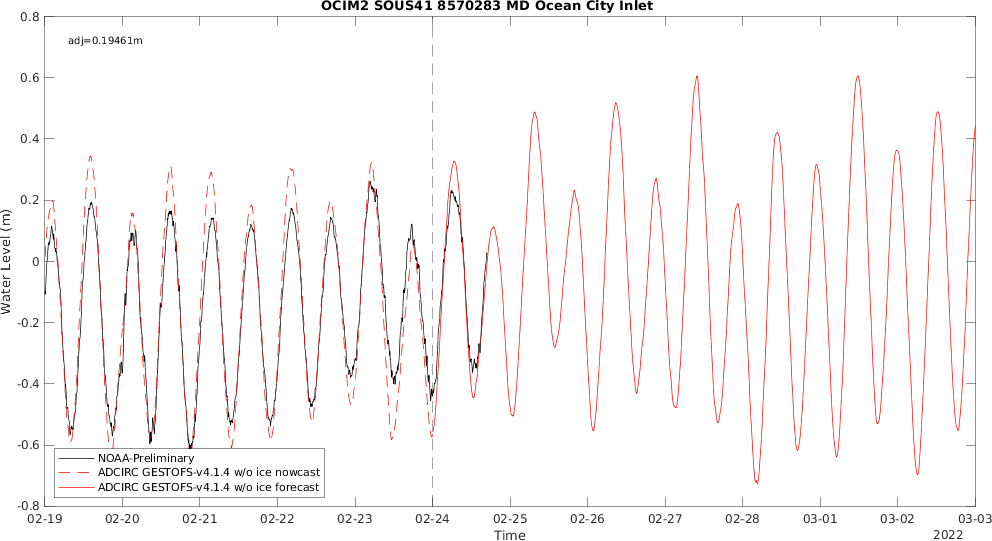 OCIM2 SOUS41 8570283 MD Ocean City Inlet
adj=0.19461m
0.8
0.6
0.4
0.2
0
-0.2
-0.4
-0.6
-0.8
Water Level (m)
NOAA-Preliminary
ADCIRC GESTOFS-v4.1.4 w/o ice nowcast
ADCIRC GESTOFS-v4.1.4 w/o ice forecast
02-19 02-20 02-21 02-22 02-23 02-24 02-25 02-26 02-27 02-28 03-01 03-02 03-03
Time
2022